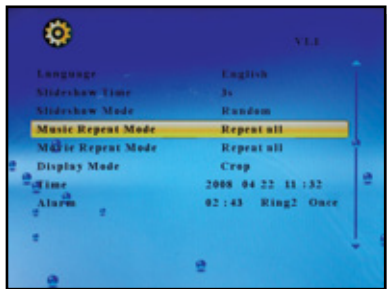 V1.1
Language English
Slideshow Time 3s
Slideshow Mode Random
Music Repeat Mode Repeat all
Movie Repeat Mode Repeat all
Display Mode Crop
Time 2008 04 22 11 :32
Alarm 02 : 43 Ring2 Once